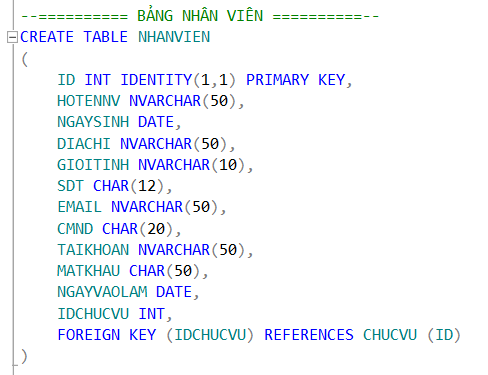 --========== BẢNG NHÂN VIÊN ==========--
CREATE TABLE NHANVIEN
(
ID INT IDENTITY(1,1) PRIMARY KEY,
HOTENNV NVARCHAR(50),
NGAYSINH DATE,
DIACHI NVARCHAR(50),
GIOITINH NVARCHAR(10),
SDT CHAR(12),
EMAIL NVARCHAR(50),
CMND CHAR(20),
TAIKHOAN NVARCHAR(50),
MATKHAU CHAR(50),
NGAYVAOLAM DATE,
IDCHUCVU INT,
FOREIGN KEY (IDCHUCVU) REFERENCES CHUCVU (ID)
)